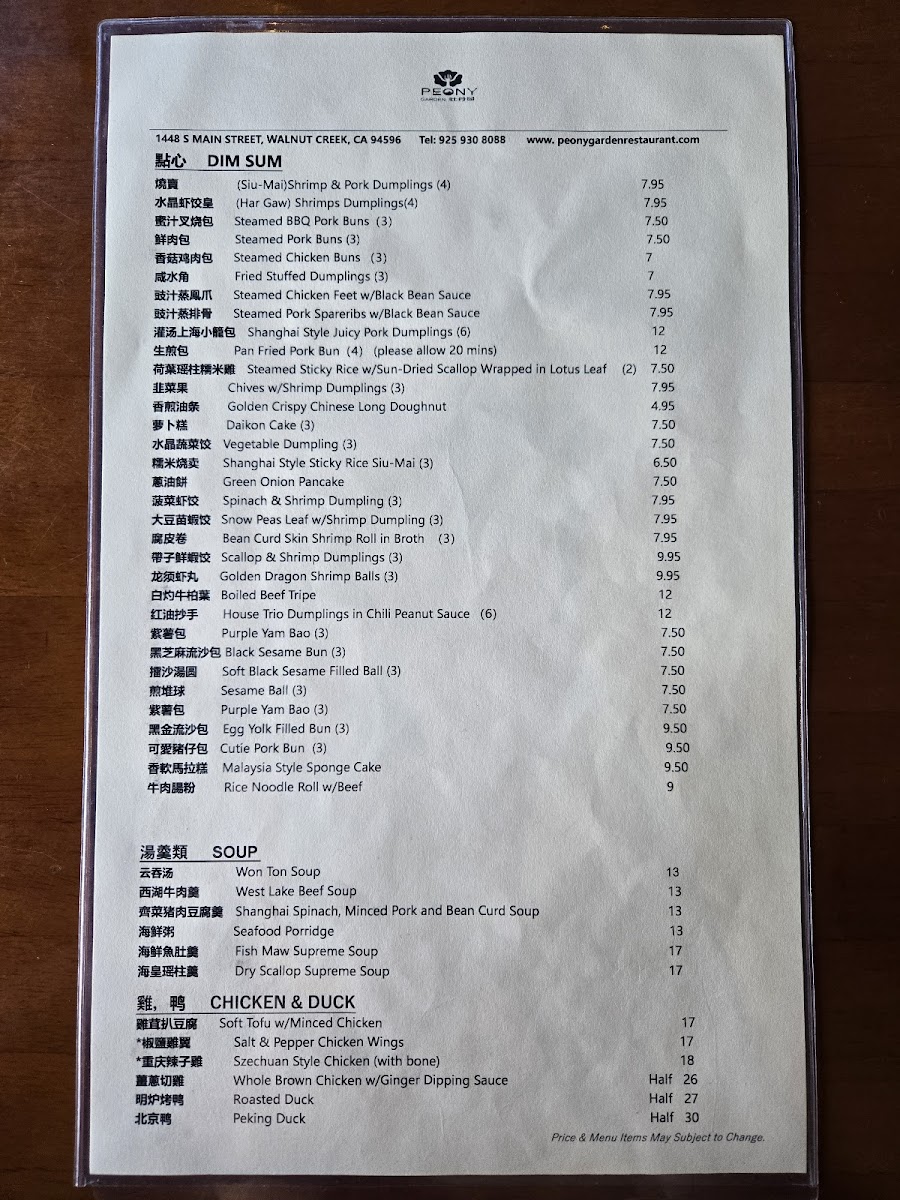 PEONY
GARDEN 牡丹園
1448 S MAIN STREET, WALNUT CREEK, CA 94596 Tel: 925 930 8088 www. peonygardenrestaurant.com
點心 DIM SUM
燒賣 (Siu-Mai)Shrimp & Pork Dumplings (4) 7.95
水晶虾饺皇 (Har Gaw) Shrimps Dumplings(4) 7.95
蜜汁叉烧包 Steamed BBQ Pork Buns (3) 7.50
鮮肉包 Steamed Pork Buns (3) 7.50
香菇鸡肉包 Steamed Chicken Buns (3) 7
咸水角 Fried Stuffed Dumplings (3) 7
豉汁蒸鳳爪 Steamed Chicken Feet w/Black Bean Sauce 7.95
豉汁蒸排骨 Steamed Pork Spareribs w/Black Bean Sauce 7.95
灌汤上海小籠包 Shanghai Style Juicy Pork Dumplings (6) 12
生煎包 Pan Fried Pork Bun (4) (please allow 20 mins) 12
荷葉瑶柱糯米雞 Steamed Sticky Rice w/Sun-Dried Scallop Wrapped in Lotus Leaf (2) 7.50
韭菜果 Chives w/Shrimp Dumplings (3) 7.95
香煎油条 Golden Crispy Chinese Long Doughnut 4.95
萝卜糕 Daikon Cake (3) 7.50
水晶蔬菜饺 Vegetable Dumpling (3) 7.50
糯米烧卖 Shanghai Style Sticky Rice Siu-Mai (3) 6.50
蔥油餅 Green Onion Pancake 7.50
菠菜虾饺 Spinach & Shrimp Dumpling (3) 7.95
大豆苗蝦饺 Snow Peas Leaf w/Shrimp Dumpling (3) 7.95
腐皮卷 Bean Curd Skin Shrimp Roll in Broth (3) 7.95
帶子鮮蝦饺 Scallop & Shrimp Dumplings (3) 9.95
龙须虾丸 Golden Dragon Shrimp Balls (3) 9.95
白灼牛柏葉 Boiled Beef Tripe 12
红油抄手 House Trio Dumplings in Chili Peanut Sauce (6) 12
紫薯包 Purple Yam Bao (3) 7.50
黑芝麻流沙包 Black Sesame Bun (3) 7.50
擂沙湯圆 Soft Black Sesame Filled Ball (3) 7.50
煎堆球 Sesame Ball (3) 7.50
紫薯包 Purple Yam Bao (3) 7.50
黑金流沙包 Egg Yolk Filled Bun (3) 9.50
可愛豬仔包 Cutie Pork Bun (3) 9.50
香軟馬拉糕 Malaysia Style Sponge Cake 9.50
牛肉腸粉 Rice Noodle Roll w/Beef 9
湯羹類 SOUP
云吞汤 Won Ton Soup 13
西湖牛肉羹 West Lake Beef Soup 13
齊菜猪肉豆腐羹 Shanghai Spinach, Minced Pork and Bean Curd Soup 13
海鮮粥 Seafood Porridge 13
海鮮魚肚羹 Fish Maw Supreme Soup 17
海皇瑶柱羹 Dry Scallop Supreme Soup 17
雞, 鸭 CHICKEN & DUCK
雞茸扒豆腐 Soft Tofu w/Minced Chicken 17
*椒鹽雞翼 Salt & Pepper Chicken Wings 17
*重庆辣子雞 Szechuan Style Chicken (with bone) 18
薑蔥切雞 Whole Brown Chicken w/Ginger Dipping Sauce Half 26
明炉烤鸭 Roasted Duck Half 27
北京鸭 Peking Duck Half 30
Price & Menu Items May Subject to Change.